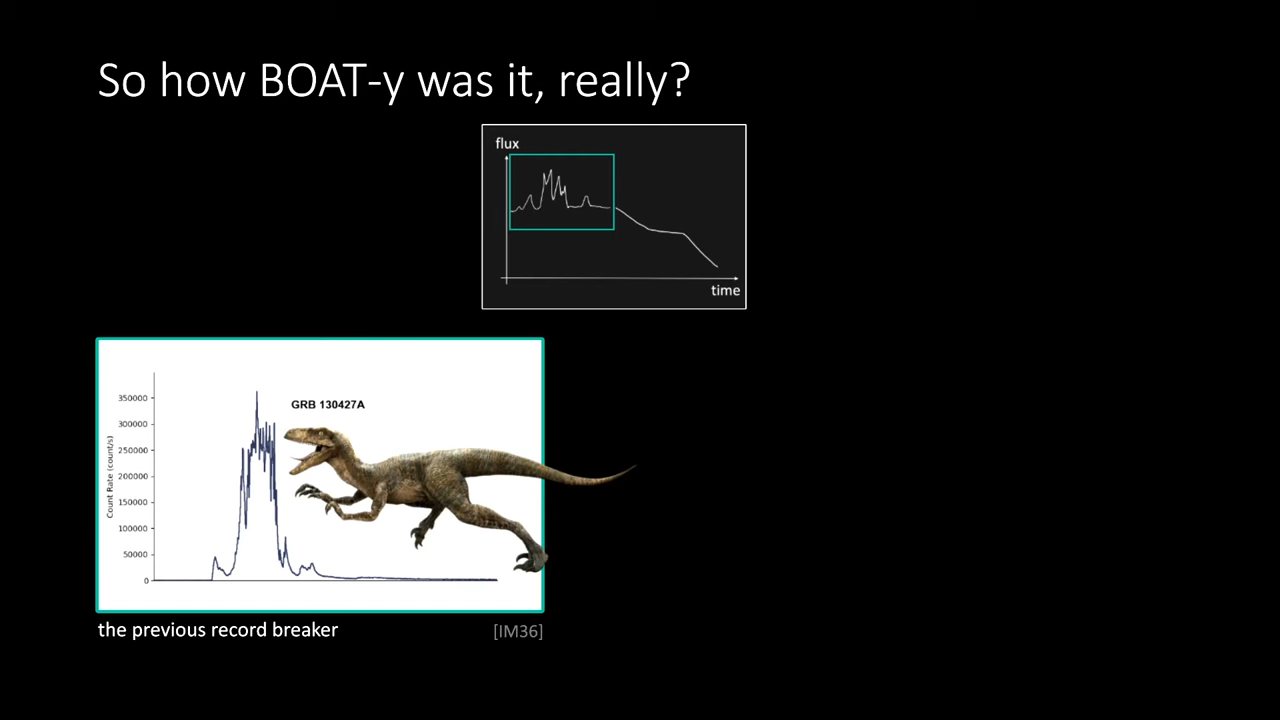 So how BOAT-y was it, really?
flux
time
GRB 130427A
Count Rate (count/s)
350000
300000
250000
200000
150000
100000
50000
0
the previous record breaker
[IM36]